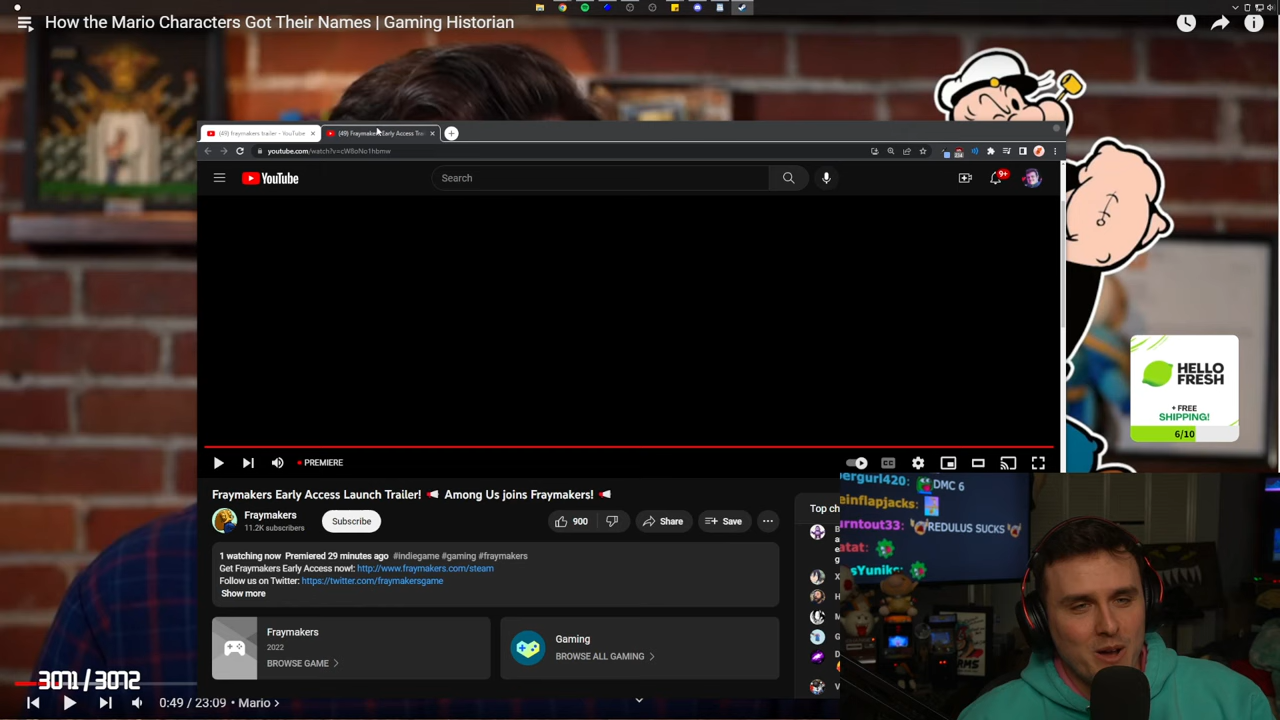 How the Mario Characters Got Their Names | Gaming Historian
(49) fraymakers trailer - YouTube
(49) Fraymakers Early Access Trai
youtube.com/watch?v=cW8oNo1hbmw
YouTube
Search
9+
PREMIERE
Fraymakers Early Access Launch Trailer! 📢 Among Us joins Fraymakers! 📢
Fraymakers
11.2K subscribers
Subscribe
900
Share
Save
1 watching now Premiered 29 minutes ago #indiegame #gaming #fraymakers
Get Fraymakers Early Access now!: http://www.fraymakers.com/steam
Follow us on Twitter: https://twitter.com/fraymakersgame
Show more
Fraymakers
2022
BROWSE GAME
Gaming
BROWSE ALL GAMING
Top ch
HELLO
FRESH
+ FREE
SHIPPING!
6/10
ergurl420: DMC 6
einflapjacks:
urntout33: REDULUS SUCKS
atat:
sYunik:
3071/3072
0:49 / 23:09 • Mario